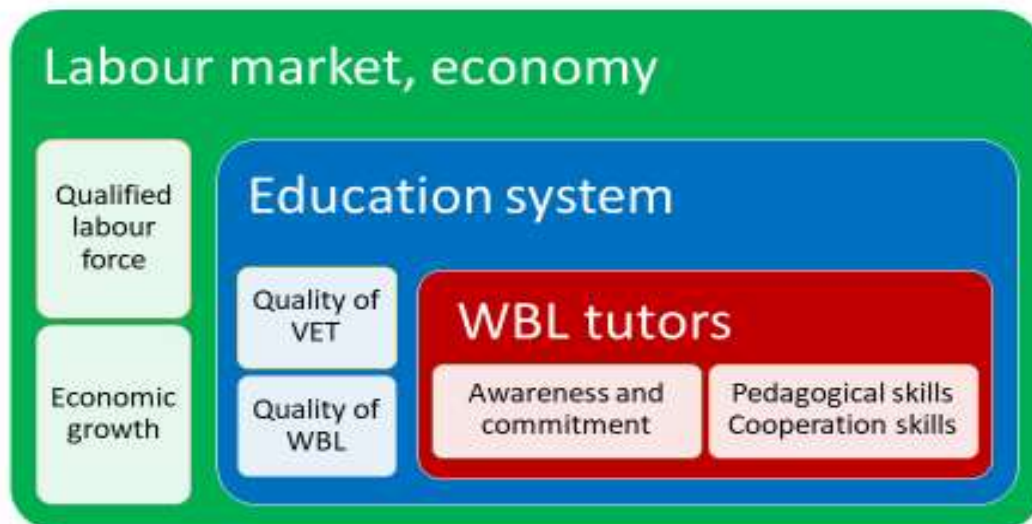 Labour market, economy
Qualified
labour
force
Economic
growth
Education system
Quality of
VET
Quality of
WBL
WBL tutors
Awareness and
commitment
Pedagogical skills
Cooperation skills